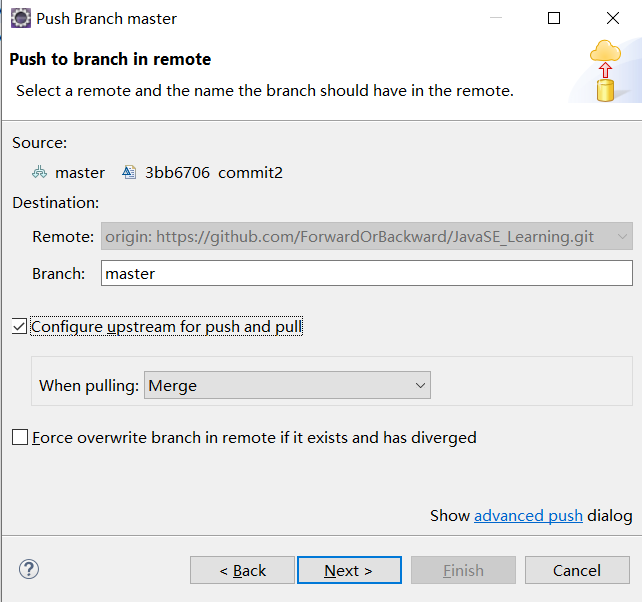 Push Branch master
Push to branch in remote
Select a remote and the name the branch should have in the remote.
Source:
master 3bb6706 commit2
Destination:
Remote: origin: https://github.com/ForwardOrBackward/JavaSE_Learning.git
Branch: master
Configure upstream for push and pull
When pulling: Merge
Force overwrite branch in remote if it exists and has diverged
Show advanced push dialog
? < Back Next > Finish Cancel